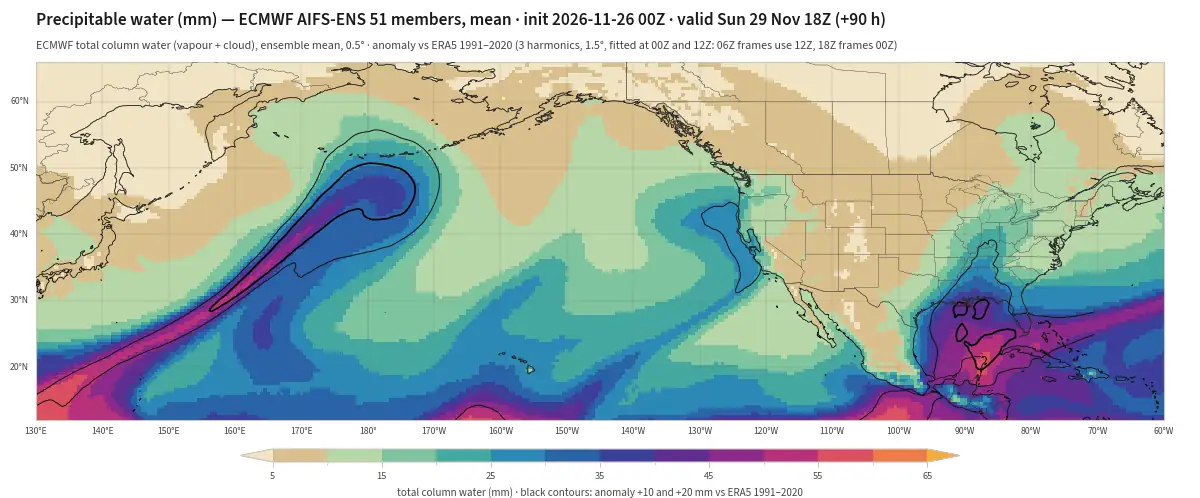 Precipitable water (mm) — ECMWF AIFS-ENS 51 members, mean · init 2026-11-26 00Z · valid Sun 29 Nov 18Z (+90 h)
ECMWF total column water (vapour + cloud), ensemble mean, 0.5° · anomaly vs ERA5 1991–2020 (3 harmonics, 1.5°, fitted at 00Z and 12Z: 06Z frames use 12Z, 18Z frames 00Z)
60°N
50°N
40°N
30°N
20°N
130°E 140°E 150°E 160°E 170°E 180° 170°W 160°W 150°W 140°W 130°W 120°W 110°W 100°W 90°W 80°W 70°W 60°W
5 15 25 35 45 55 65
total column water (mm) · black contours: anomaly +10 and +20 mm vs ERA5 1991–2020